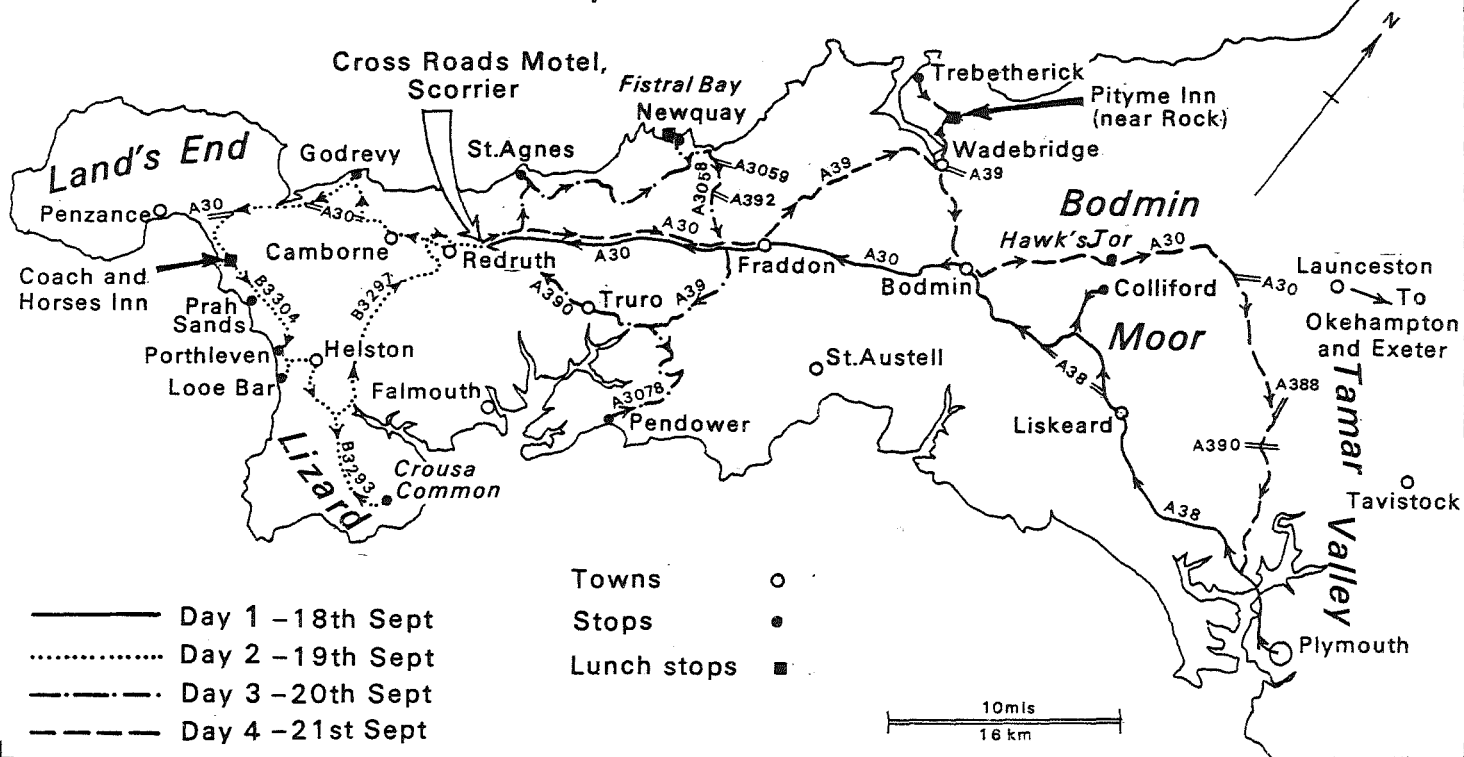 N
Cross Roads Motel,
Scorrier
Fistral Bay
Newquay
Trebetherick
Pityme Inn
(near Rock)
Land's End
Godrevy
St.Agnes
A3059
A3058
A392
A39
Wadebridge
A39
Penzance
A30
A30
Camborne
Redruth
A30
A30
Fraddon
A30
Bodmin
Bodmin
Hawk'sTor
A30
A30
Colliford
Moor
Launceston
To
Okehampton
and Exeter
Coach and
Horses Inn
B3304
B3297
Prah
Sands
Porthleven
Looe Bar
Helston
A390
Truro
A39
Falmouth
A3078
Pendower
St.Austell
A38
Liskeard
A388
A390
Tamar Valley
Tavistock
Lizard
B3293
Crousa
Common
A38
Plymouth
Towns
Stops
Lunch stops
Day 1 –18th Sept
Day 2 –19th Sept
Day 3 –20th Sept
Day 4 –21st Sept
10mls
16 km